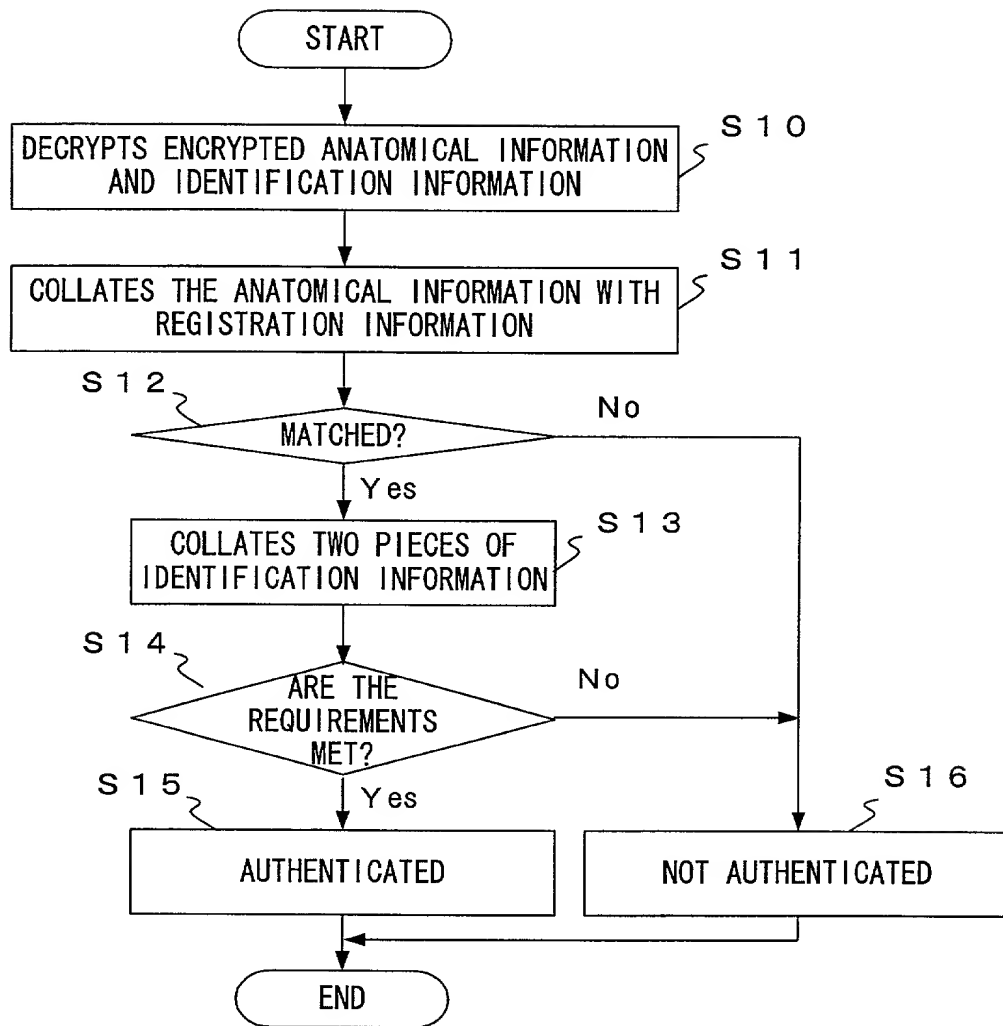 START
S10
DECRYPTS ENCRYPTED ANATOMICAL INFORMATION
AND IDENTIFICATION INFORMATION
S11
COLLATES THE ANATOMICAL INFORMATION WITH
REGISTRATION INFORMATION
S12
MATCHED?
No
Yes
S13
COLLATES TWO PIECES OF
IDENTIFICATION INFORMATION
S14
ARE THE
REQUIREMENTS
MET?
No
Yes
S15
AUTHENTICATED
S16
NOT AUTHENTICATED
END